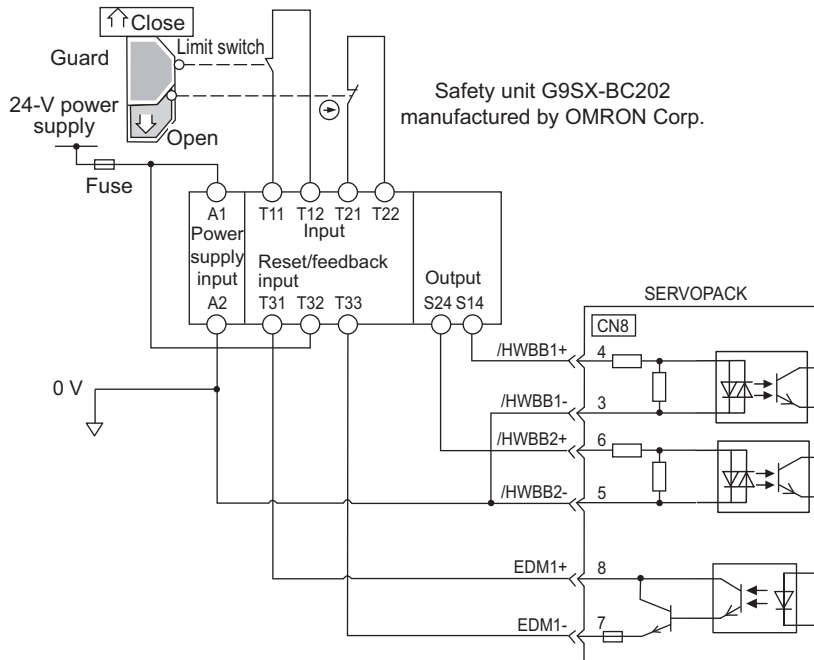 Close
Limit switch
Guard
24-V power
supply
Open
Fuse
Safety unit G9SX-BC202
manufactured by OMRON Corp.
A1 T11 T12 T21 T22
Power
supply
input
Input
Reset/feedback
input
Output
A2 T31 T32 T33 S24 S14
SERVOPACK
CN8
/HWBB1+ 4
0 V
/HWBB1- 3
/HWBB2+ 6
/HWBB2- 5
EDM1+ 8
EDM1- 7